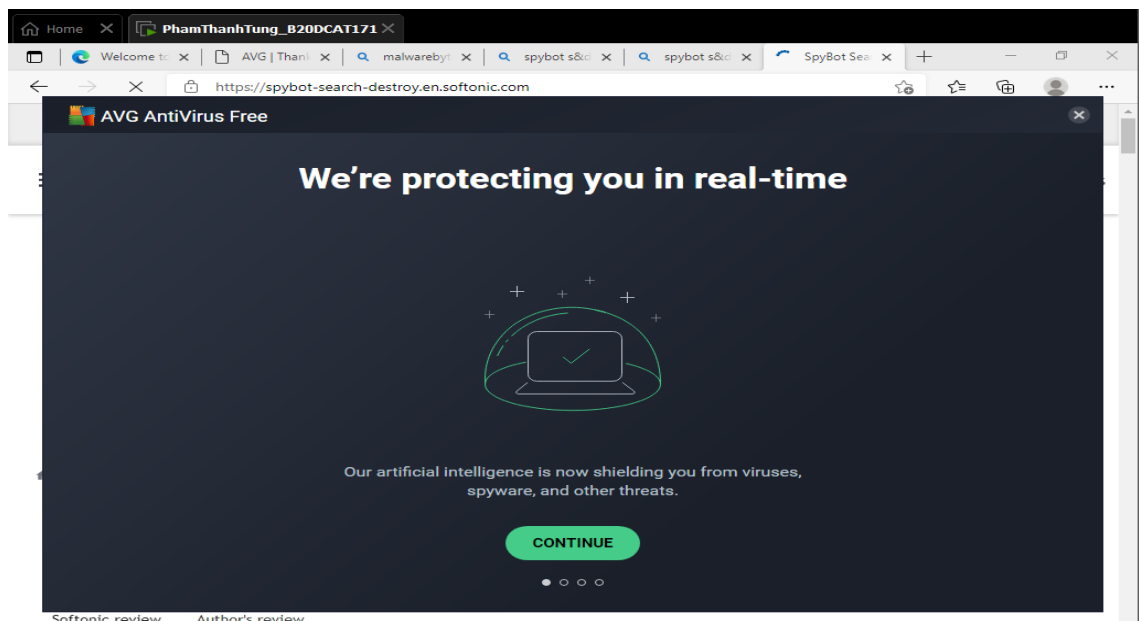 Home
PhamThanhTung_B20DCAT171
Welcome to
AVG | Thank
malwarebyt
spybot s&d
spybot s&d
SpyBot Sear
https://spybot-search-destroy.en.softonic.com
AVG AntiVirus Free
We're protecting you in real-time
Our artificial intelligence is now shielding you from viruses,
spyware, and other threats.
CONTINUE
Softonic review
Author's review